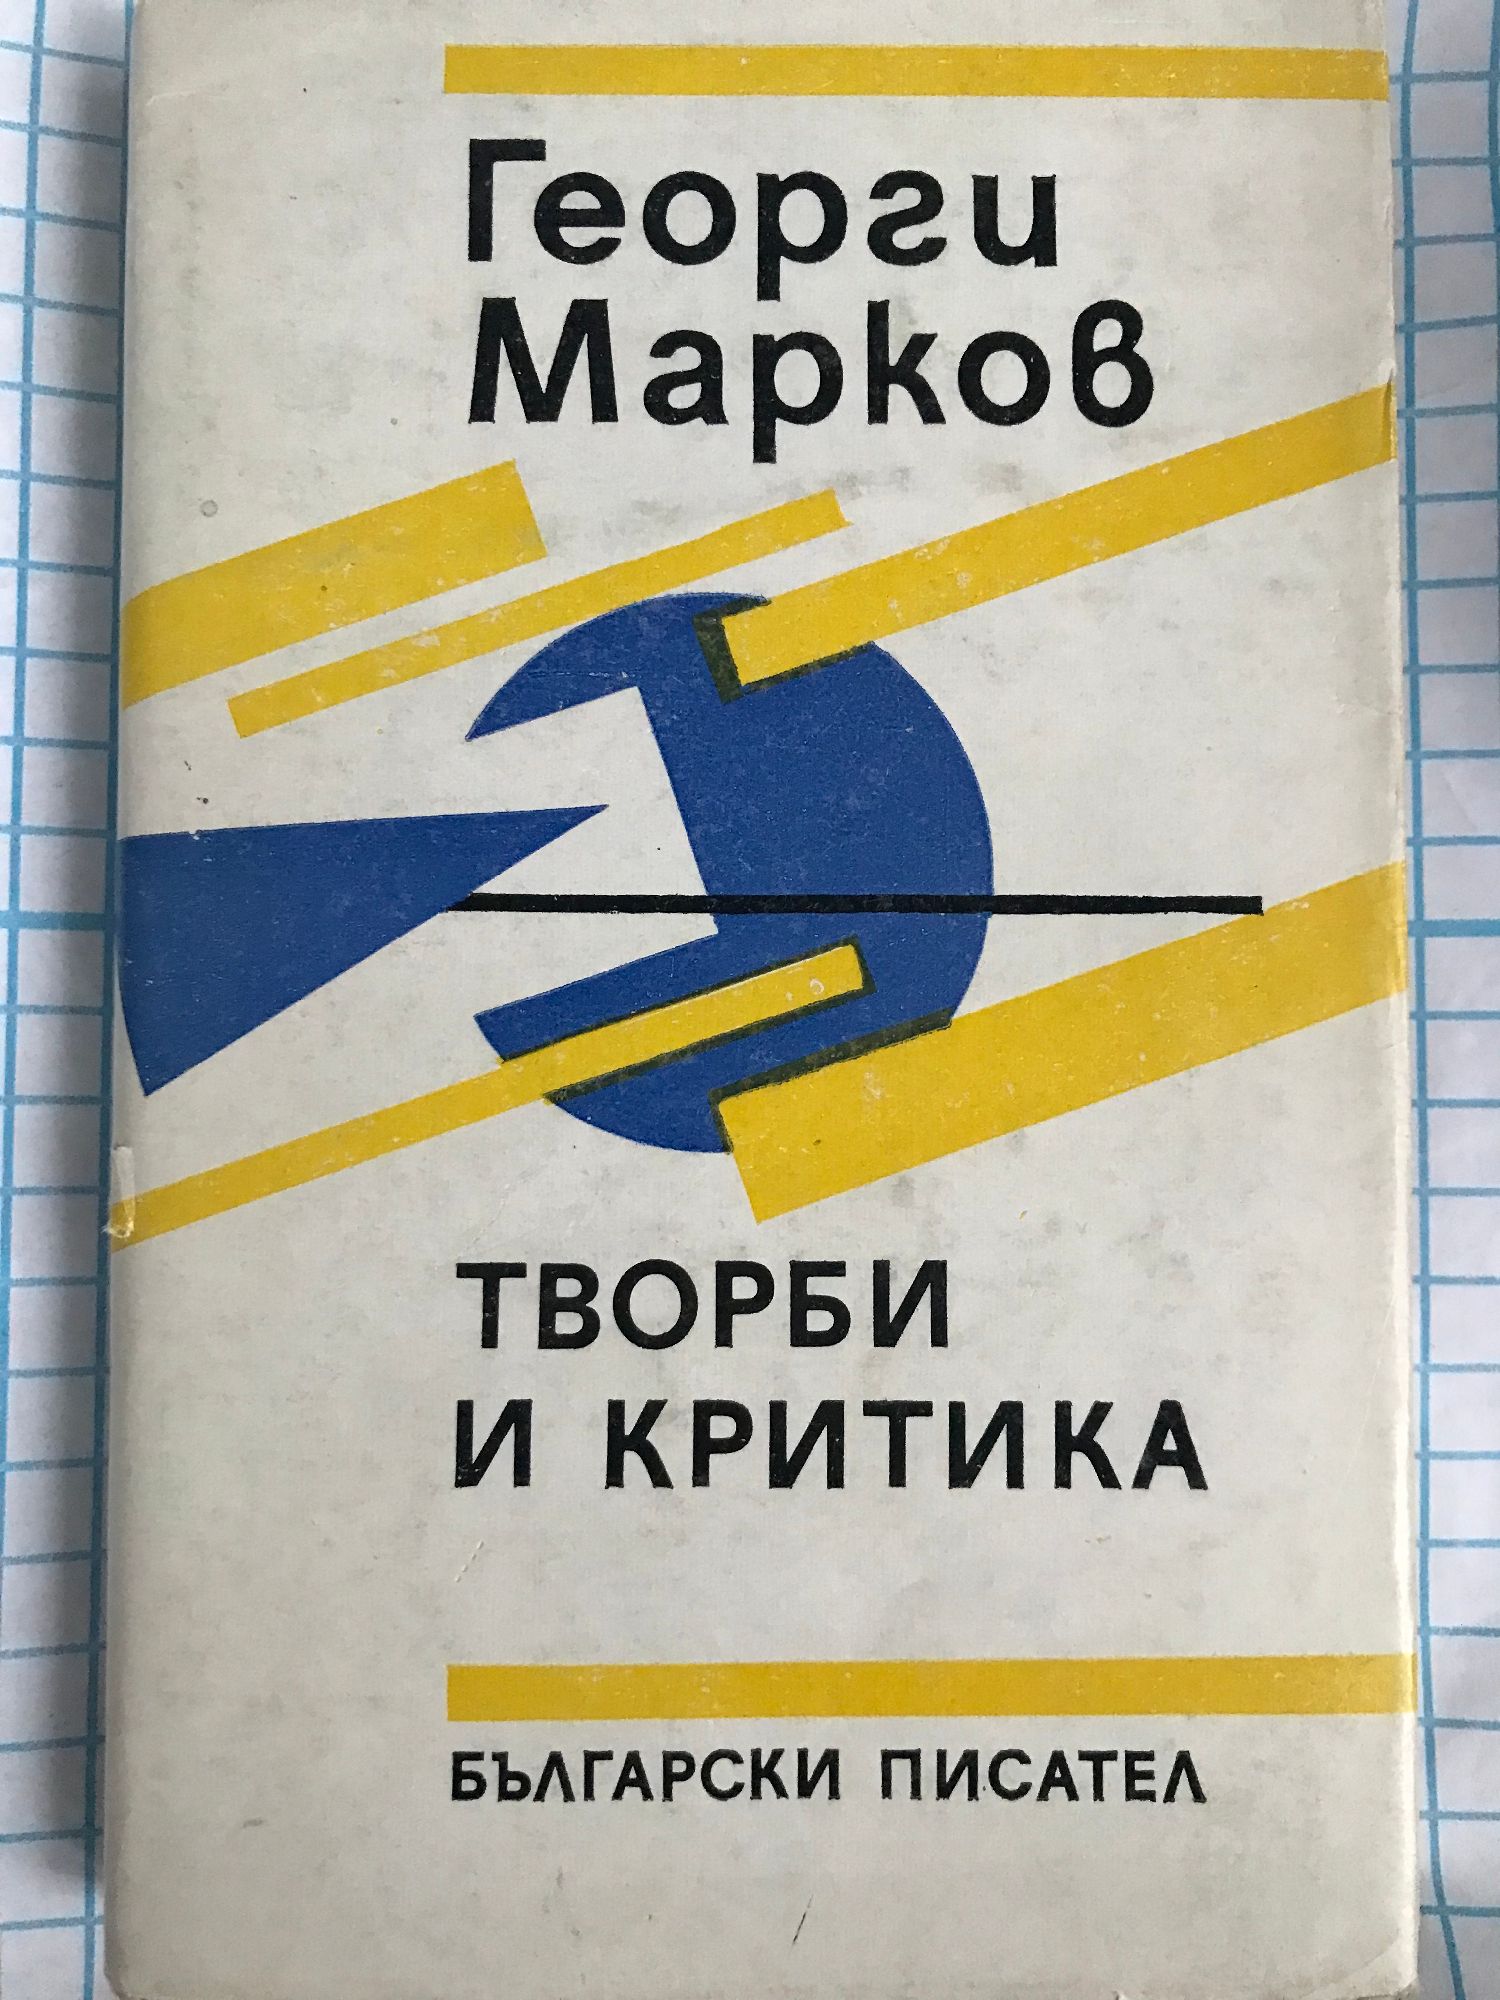 Георги
Марков
ТВОРБИ
И КРИТИКА
БЪЛГАРСКИ ПИСАТЕЛ